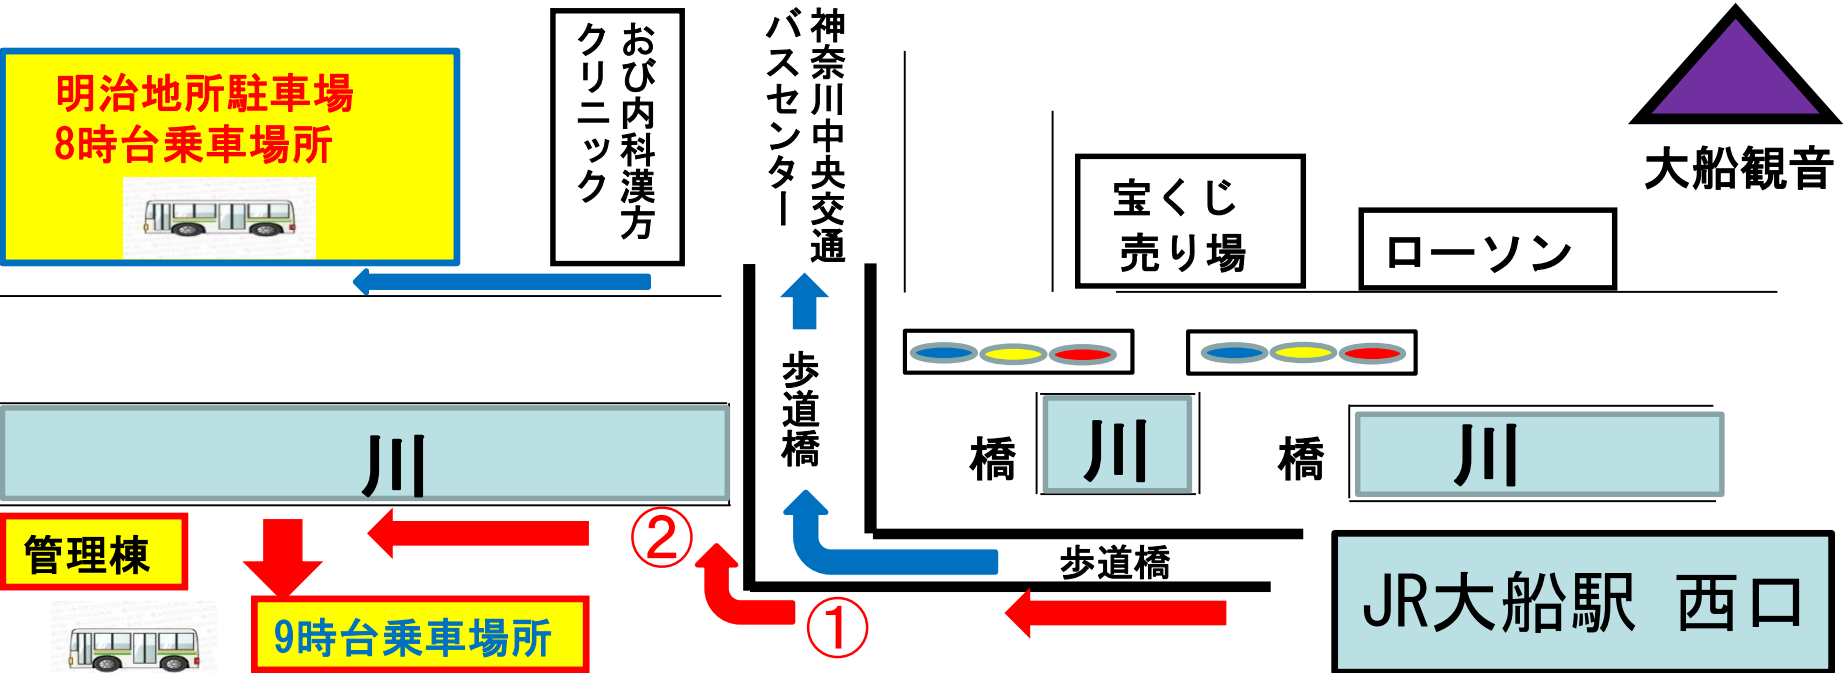 明治地所駐車場
8時台乗車場所
おび内科漢方
クリニック
神奈川中央交通
バスセンター
宝くじ
売り場
ローソン
大船観音
歩道橋
川
橋
川
橋
川
管理棟
②
歩道橋
9時台乗車場所
①
JR大船駅 西口